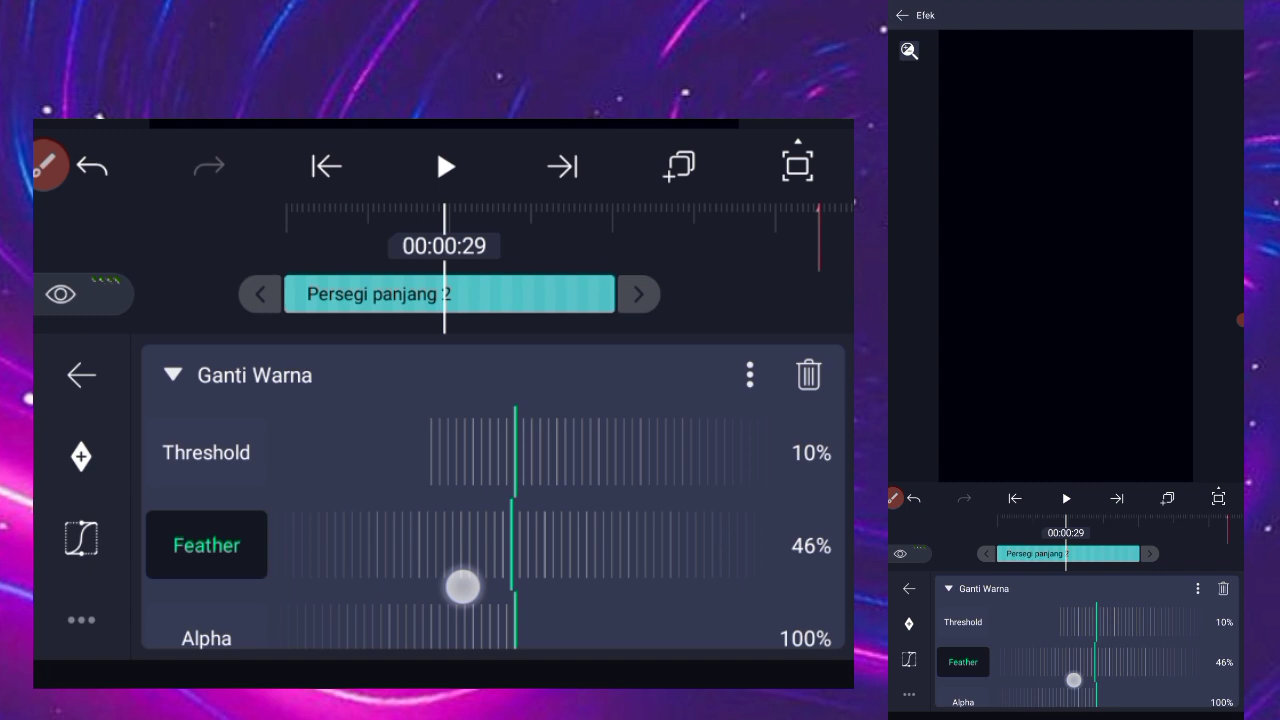 00:00:29
Persegi panjang 2
Ganti Warna
Threshold
10%
Feather
46%
Alpha
100%
Efek
00:00:29
Persegi panjang 2
Ganti Warna
Threshold
10%
Feather
46%
Alpha
100%